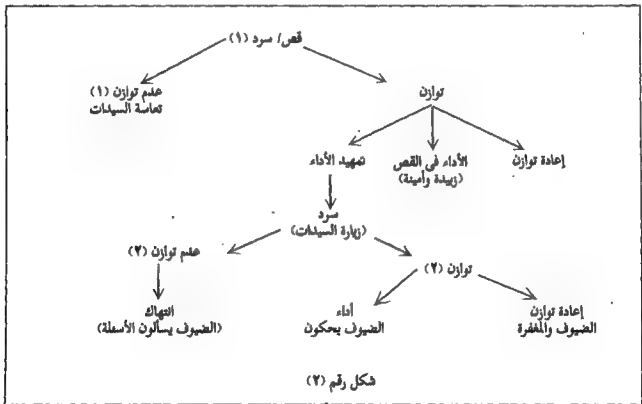 قص/ سرد (١)
توازن
عدم توازن (١)
تعاسة السيدات
إعادة توازن
الأداء فى القص
(زبيدة وأمينة)
تمهيد الأداء
سرد
(زيارة السيدات)
توازن (٢)
عدم توازن (٢)
إعادة توازن
الضيوف والمغفرة
أداء
الضيوف يحكون
انتهاك
(الضيوف يسألون الأسئلة)
شكل رقم (٢)